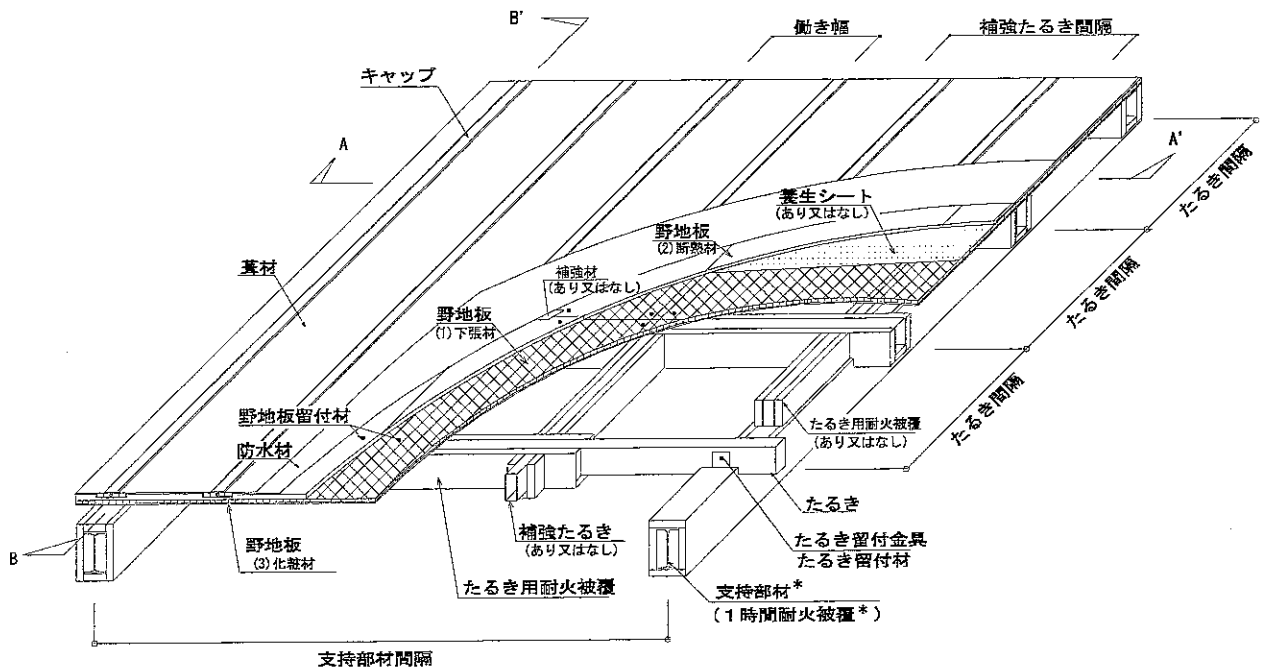 B'
働き幅
補強たるき間隔
キャップ
A
A'
たるき間隔
養生シート
(あり又はなし)
野地板
(2)断熱材
補強材
(あり又はなし)
葺材
野地板
(1)下張材
たるき間隔
野地板留付材
たるき用耐火被覆
(あり又はなし)
たるき間隔
防水材
たるき
補強たるき
(あり又はなし)
たるき留付金具
たるき留付材
野地板
(3)化粧材
B
たるき用耐火被覆
支持部材*
(1時間耐火被覆*)
支持部材間隔